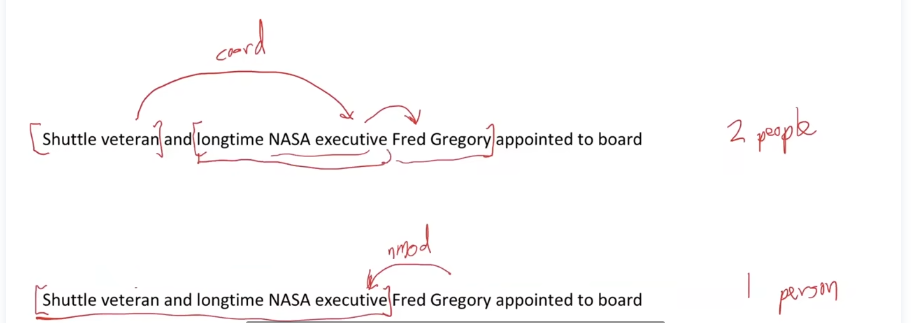 coord
[Shuttle veteran] and [longtime NASA executive Fred Gregory] appointed to board 2 people
nmod
[Shuttle veteran and longtime NASA executive] Fred Gregory appointed to board 1 person